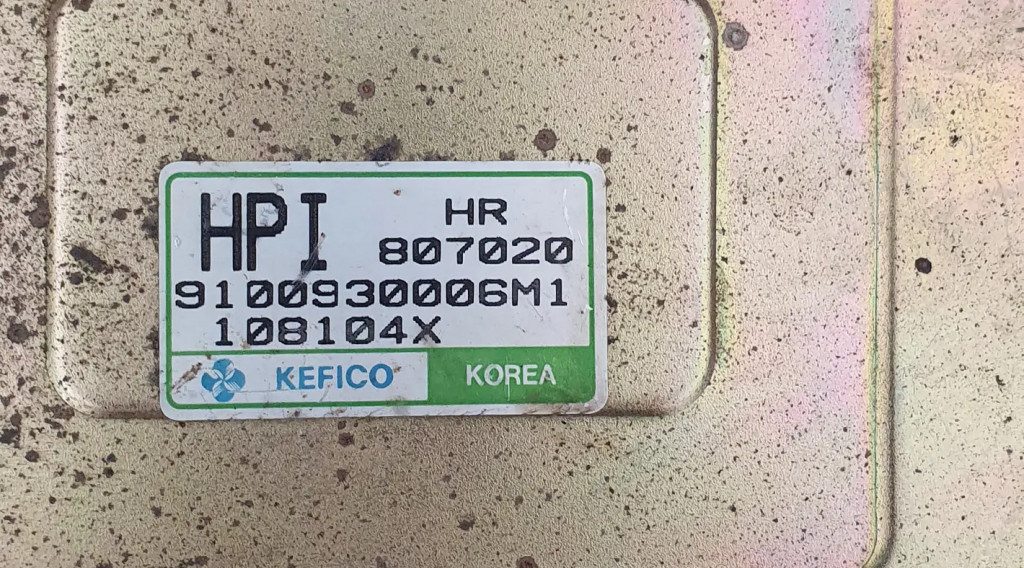 HPI HR
807020
9100930006M1
108104X
KEFICO KOREA